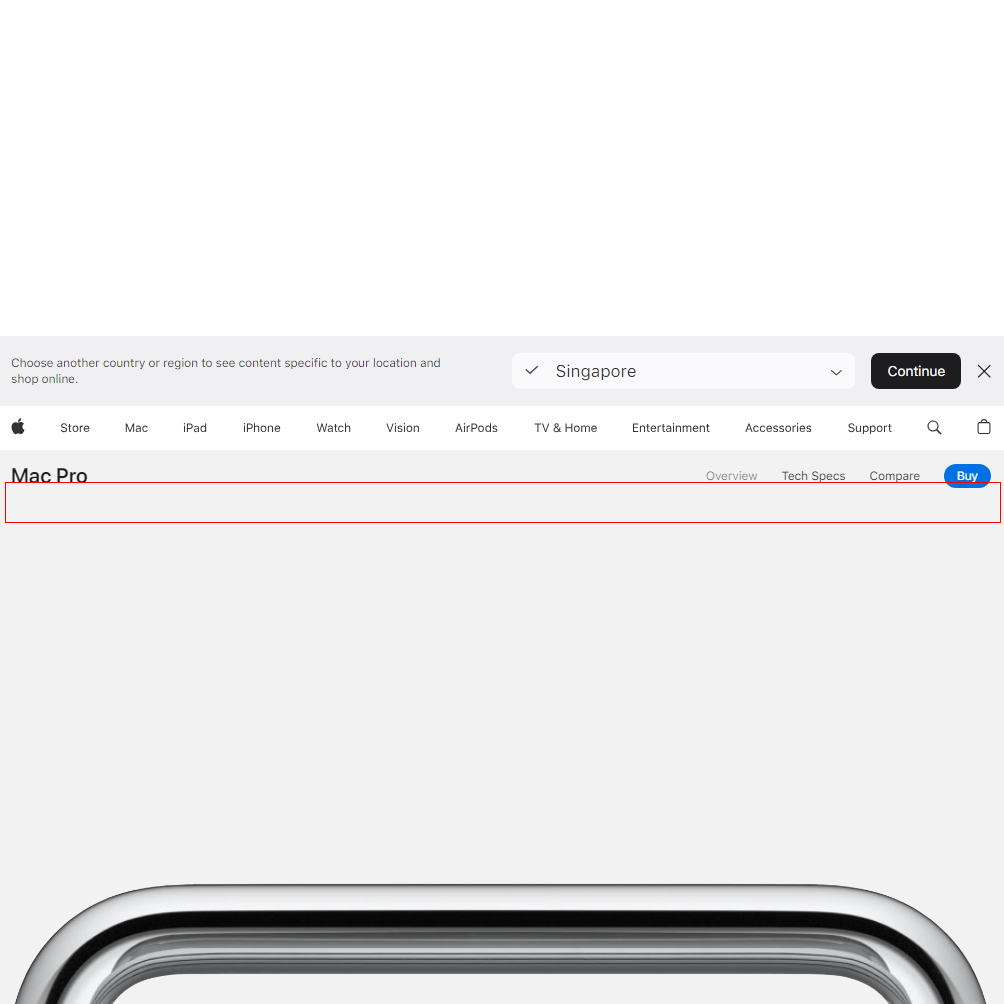 Choose another country or region to see content specific to your location and
shop online.
Singapore
Continue
Store Mac iPad iPhone Watch Vision AirPods TV & Home Entertainment Accessories Support
Mac Pro
Overview Tech Specs Compare Buy